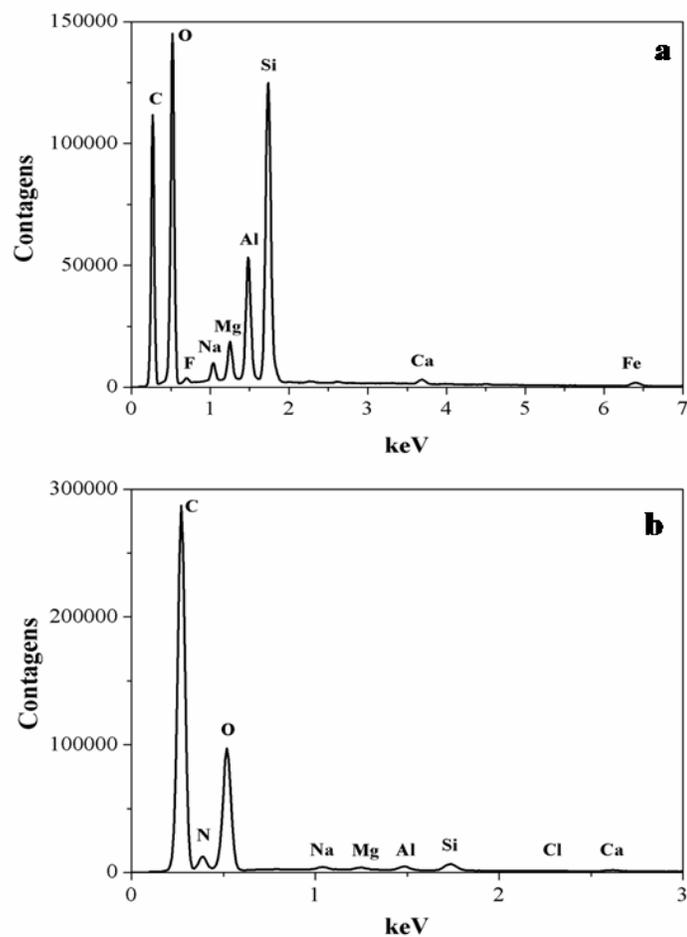 150000
O
a
Si
C
100000
Contagens
Al
50000
Mg
Na
F
Ca
Fe
0
0 1 2 3 4 5 6 7
keV
300000
C
b
200000
Contagens
O
100000
N
Na Mg Al Si Cl Ca
0
0 1 2 3
keV